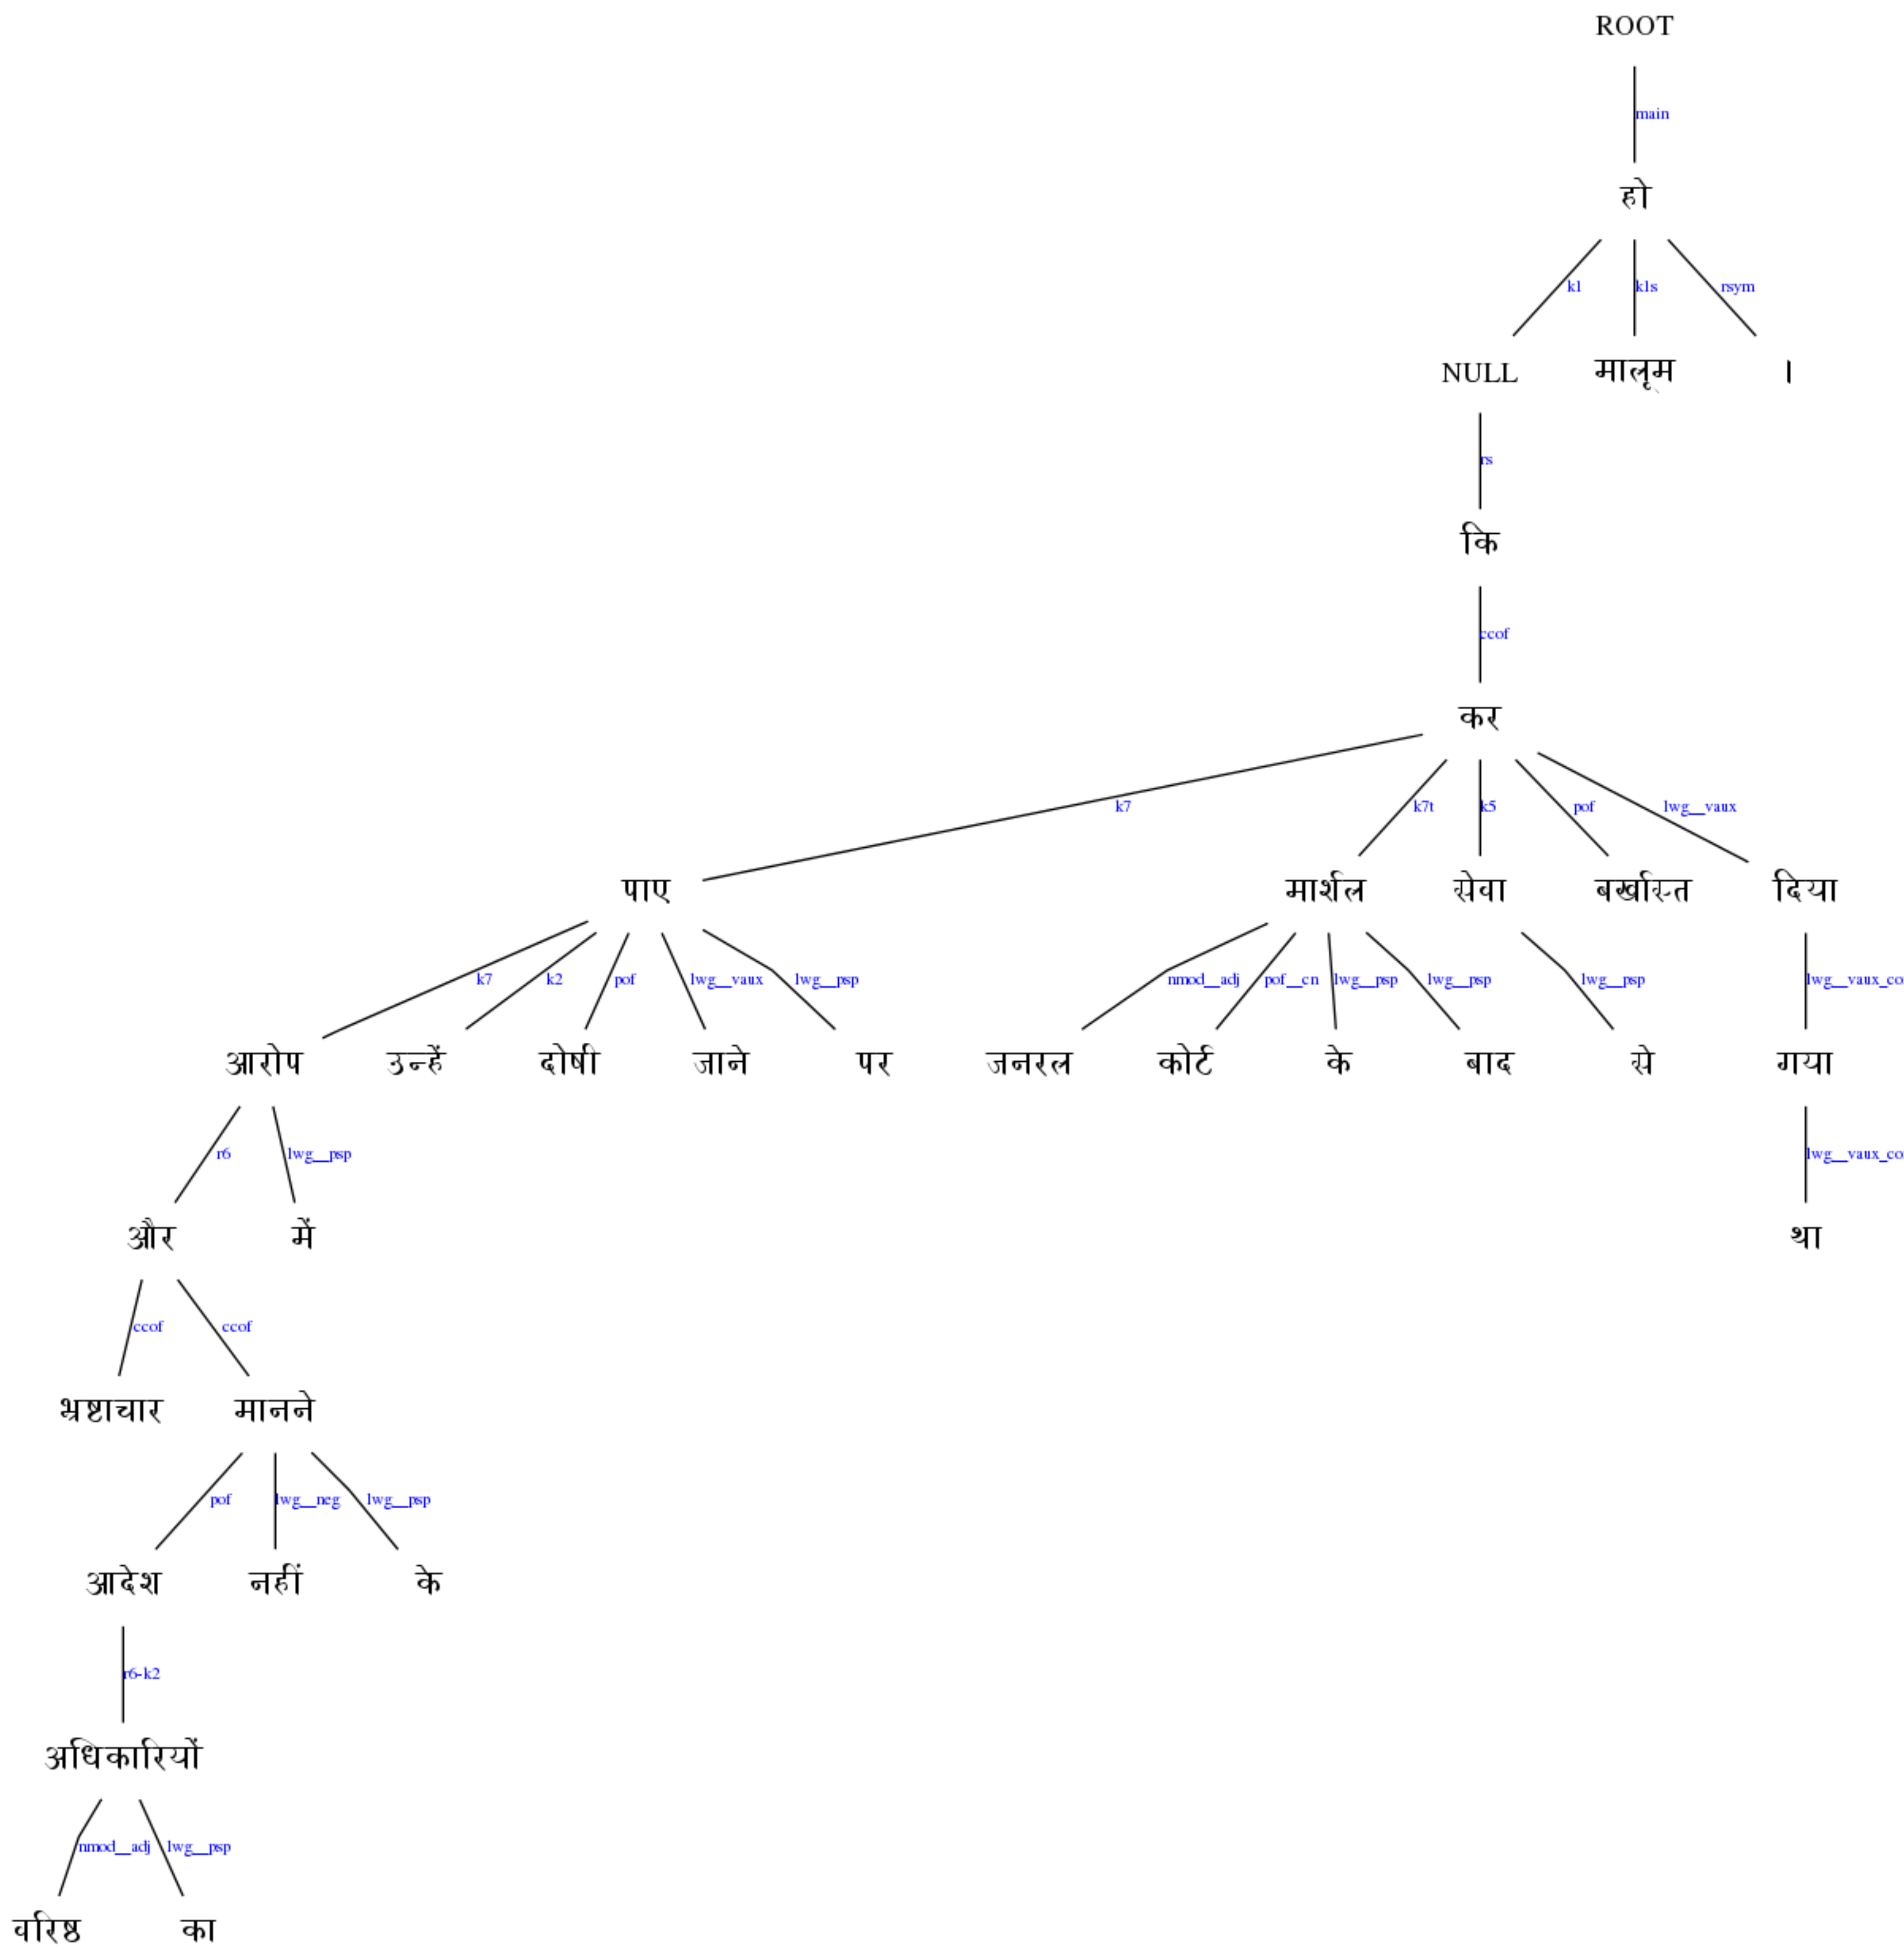 ROOT
main
हो
k1 k1s rsym
NULL मालूम ।
rs
कि
ccof
कर
k7 k7t k5 pof lwg__vaux
पाए मार्शल सेवा बर्खास्त दिया
k7 k2 pof lwg__vaux lwg__psp nmod__adj pof__cn lwg__psp lwg__psp lwg__psp lwg__vaux_co
आरोप उन्हें दोषी जाने पर जनरल कोर्ट के बाद से गया
r6 lwg__psp lwg__vaux_co
और में था
ccof ccof
भ्रष्टाचार मानने
pof lwg__neg lwg__psp
आदेश नहीं के
r6-k2
अधिकारियों
nmod__adj lwg__psp
वरिष्ठ का